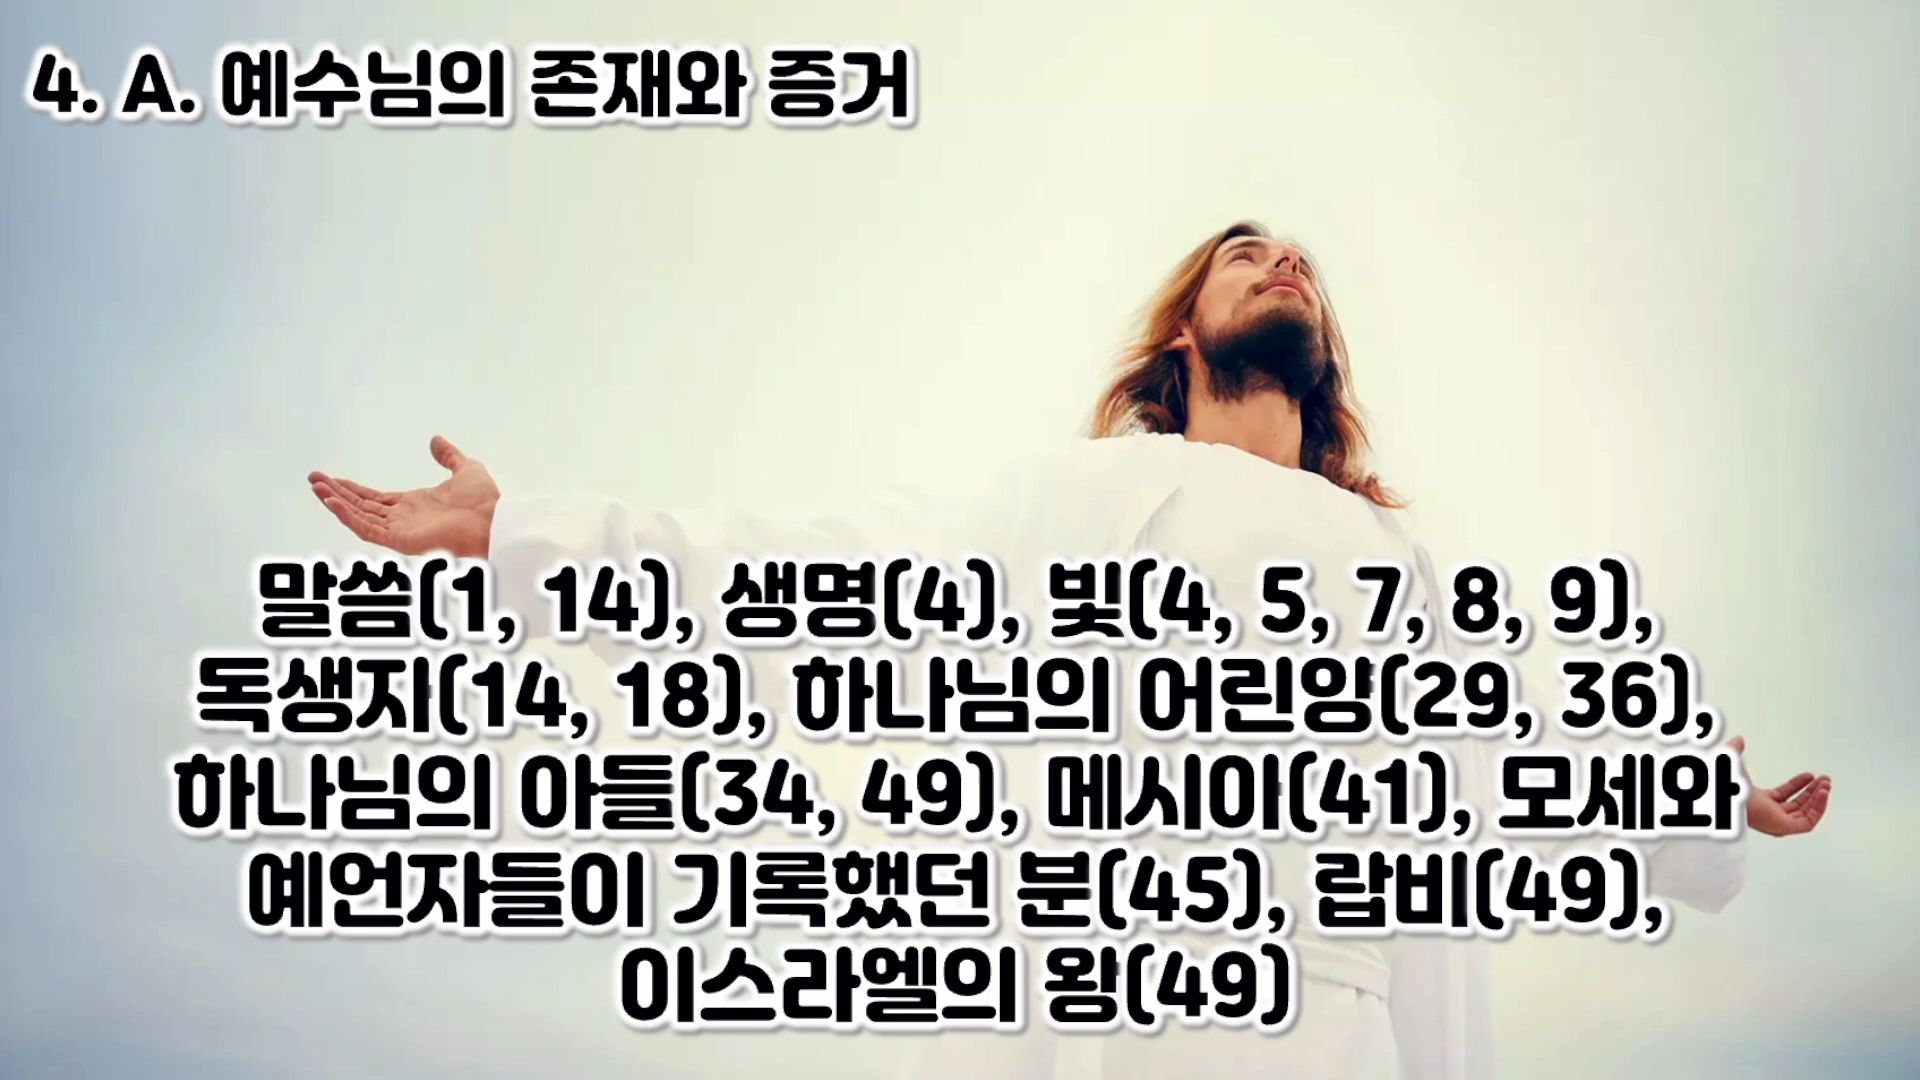 4. A. 예수님의 존재와 증거
말씀(1, 14), 생명(4), 빛(4, 5, 7, 8, 9),
독생자(14, 18), 하나님의 어린양(29, 36),
하나님의 아들(34, 49), 메시아(41), 모세와
예언자들이 기록했던 분(45), 랍비(49),
이스라엘의 왕(49)